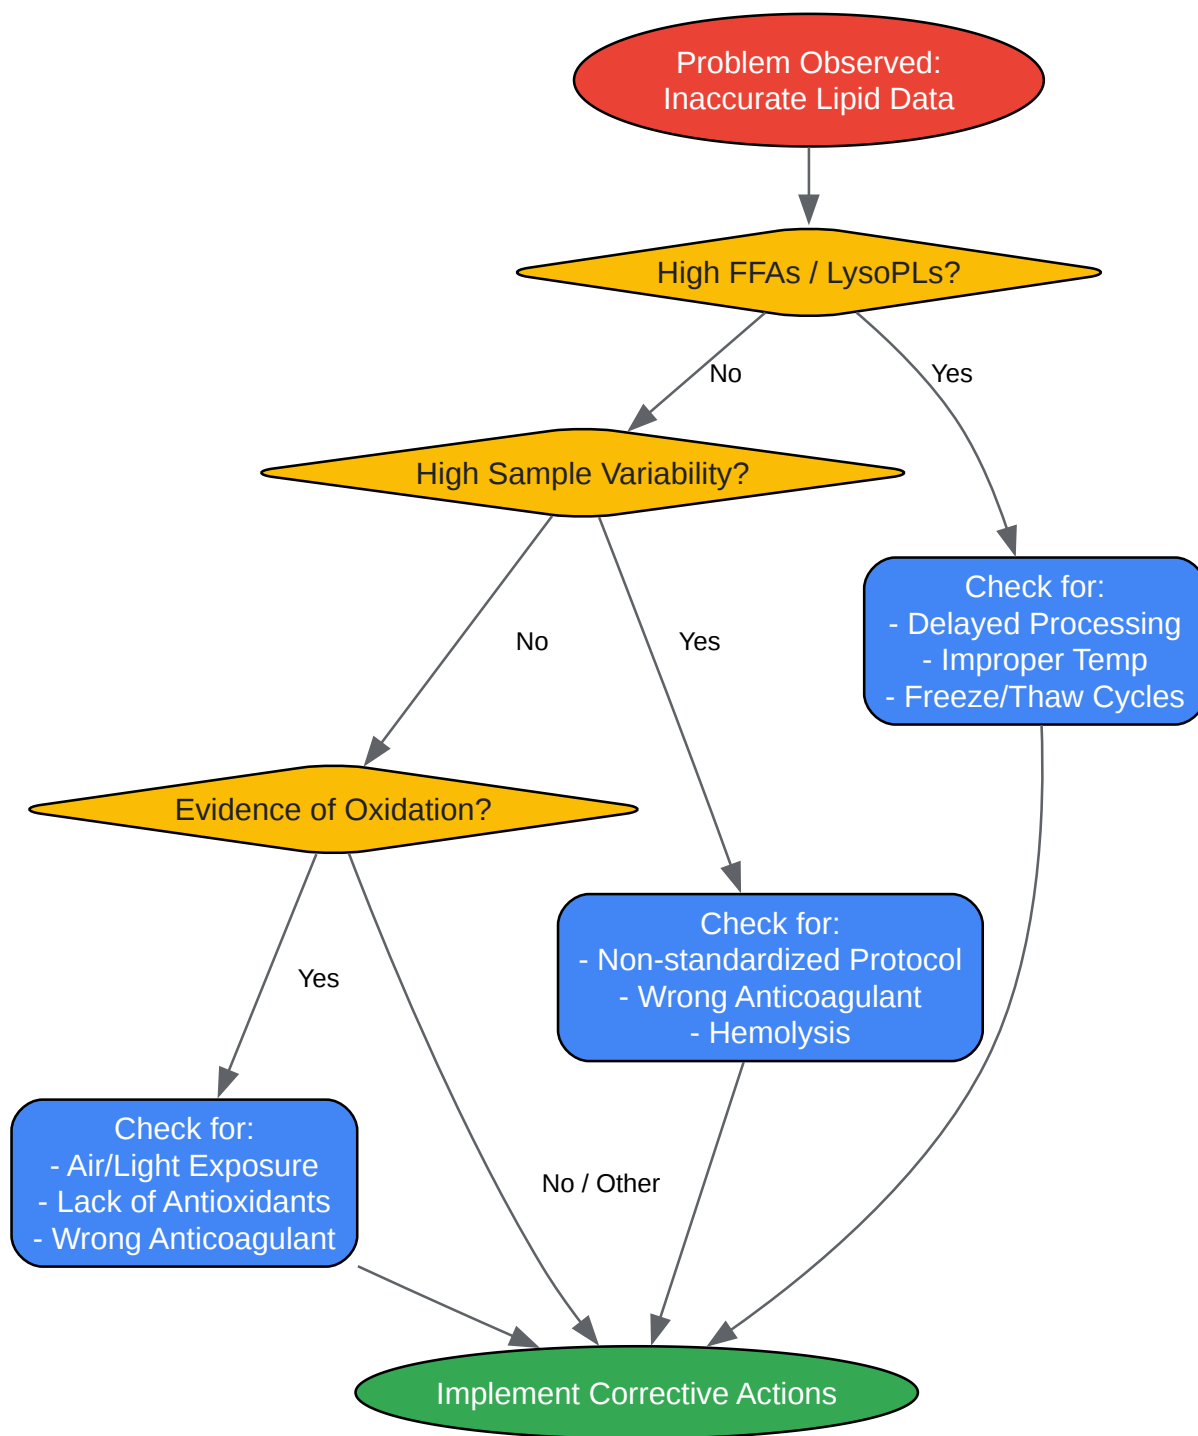 Problem Observed:
Inaccurate Lipid Data
High FFAs / LysoPLs?
No
Yes
High Sample Variability?
Check for:
- Delayed Processing
- Improper Temp
- Freeze/Thaw Cycles
No
Yes
Evidence of Oxidation?
Check for:
- Non-standardized Protocol
- Wrong Anticoagulant
- Hemolysis
Yes
Check for:
- Air/Light Exposure
- Lack of Antioxidants
- Wrong Anticoagulant
No / Other
Implement Corrective Actions